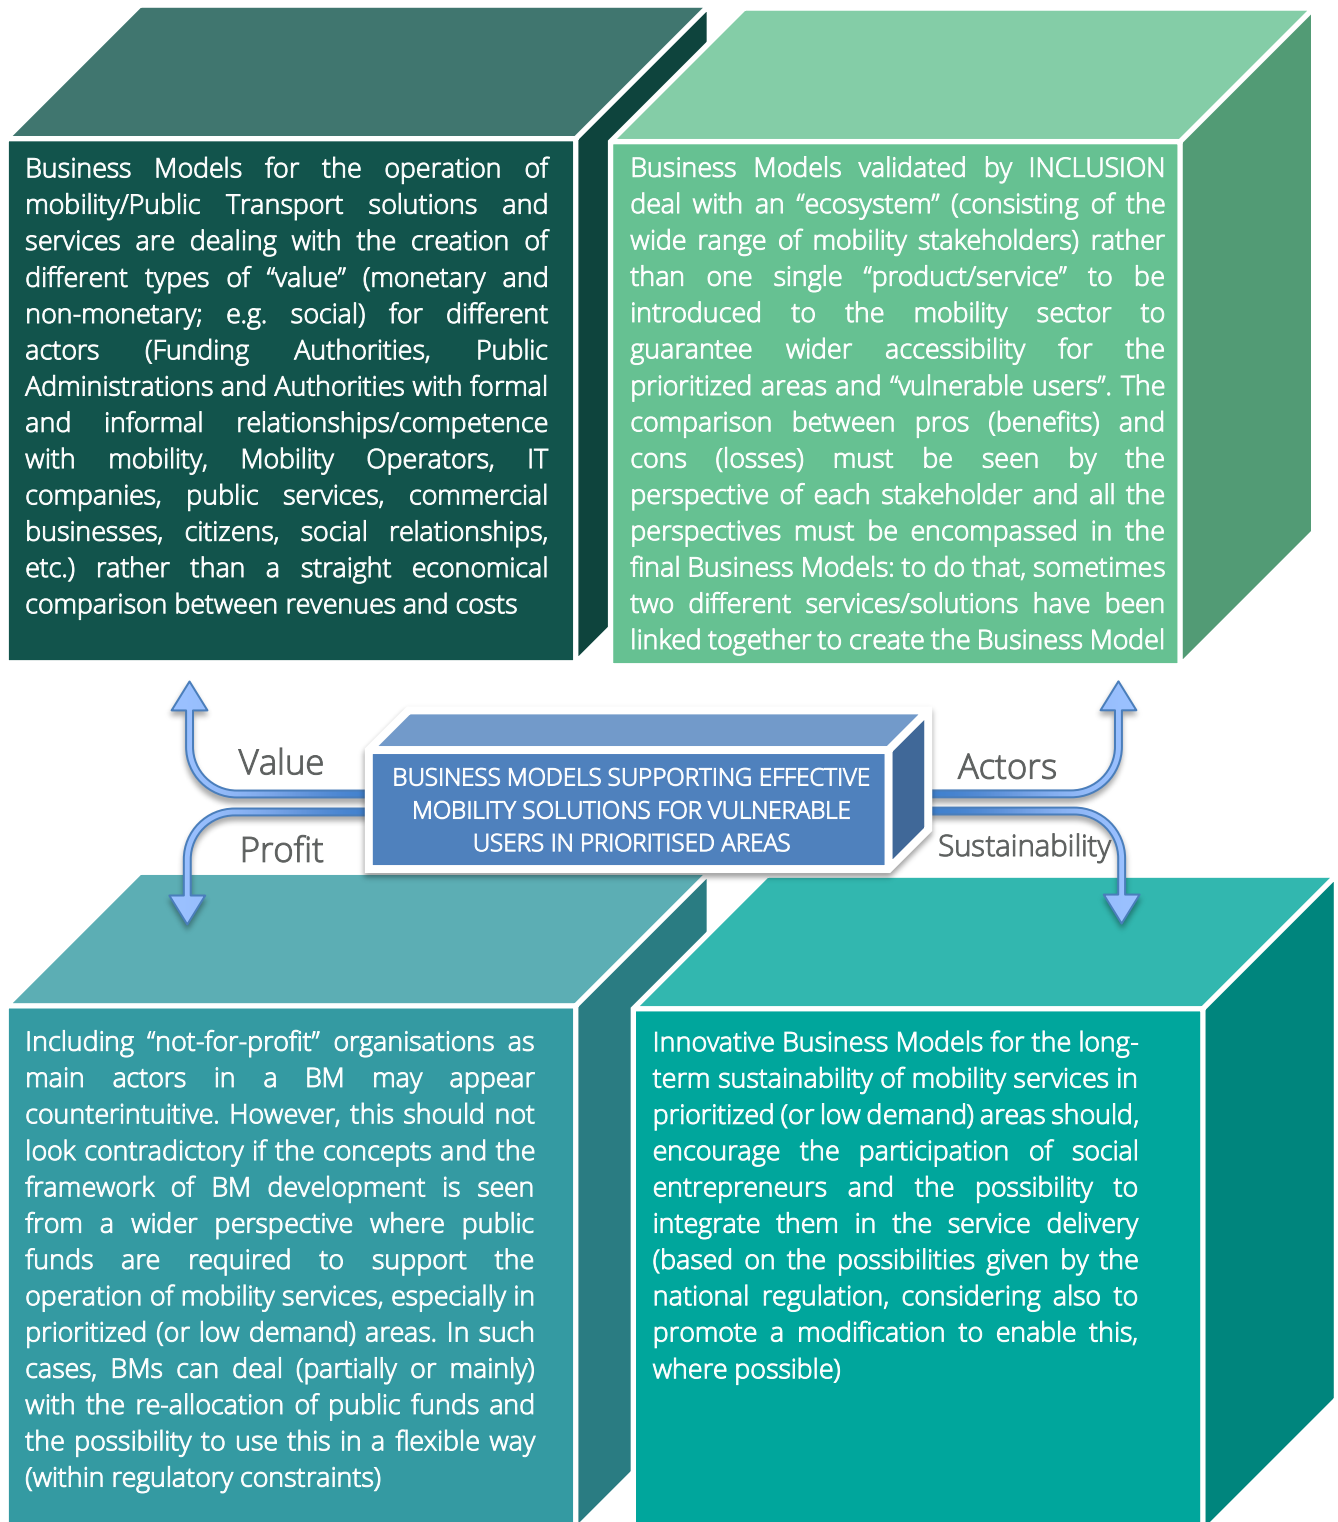 Business Models for the operation of
mobility/Public Transport solutions and
services are dealing with the creation of
different types of “value” (monetary and
non-monetary; e.g. social) for different
actors (Funding Authorities, Public
Administrations and Authorities with formal
and informal relationships/competence
with mobility, Mobility Operators, IT
companies, public services, commercial
businesses, citizens, social relationships,
etc.) rather than a straight economical
comparison between revenues and costs
Business Models validated by INCLUSION
deal with an “ecosystem” (consisting of the
wide range of mobility stakeholders) rather
than one single “product/service” to be
introduced to the mobility sector to
guarantee wider accessibility for the
prioritized areas and “vulnerable users”. The
comparison between pros (benefits) and
cons (losses) must be seen by the
perspective of each stakeholder and all the
perspectives must be encompassed in the
final Business Models: to do that, sometimes
two different services/solutions have been
linked together to create the Business Model
Value
Actors
BUSINESS MODELS SUPPORTING EFFECTIVE
MOBILITY SOLUTIONS FOR VULNERABLE
USERS IN PRIORITISED AREAS
Profit
Sustainability
Including “not-for-profit” organisations as
main actors in a BM may appear
counterintuitive. However, this should not
look contradictory if the concepts and the
framework of BM development is seen
from a wider perspective where public
funds are required to support the
operation of mobility services, especially in
prioritized (or low demand) areas. In such
cases, BMs can deal (partially or mainly)
with the re-allocation of public funds and
the possibility to use this in a flexible way
(within regulatory constraints)
Innovative Business Models for the long-
term sustainability of mobility services in
prioritized (or low demand) areas should,
encourage the participation of social
entrepreneurs and the possibility to
integrate them in the service delivery
(based on the possibilities given by the
national regulation, considering also to
promote a modification to enable this,
where possible)